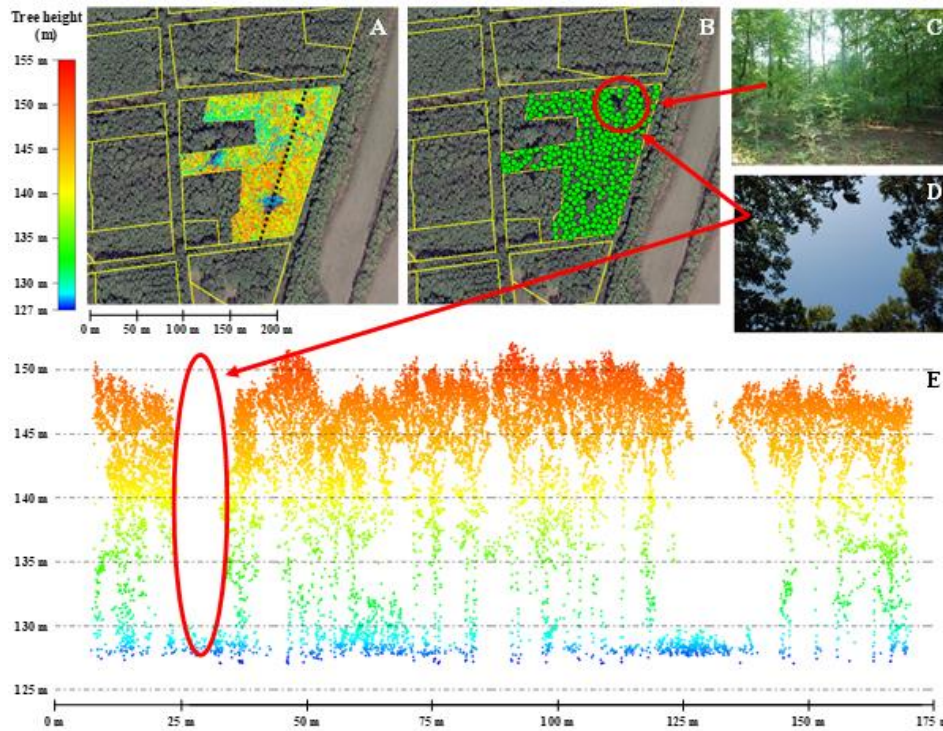 Tree height
(m)
155 m
150 m
145 m
140 m
135 m
130 m
127 m
A
B
C
D
0 m 50 m 100 m 150 m 200 m
E
150 m
145 m
140 m
135 m
130 m
125 m
0 m 25 m 50 m 75 m 100 m 125 m 150 m 175 m